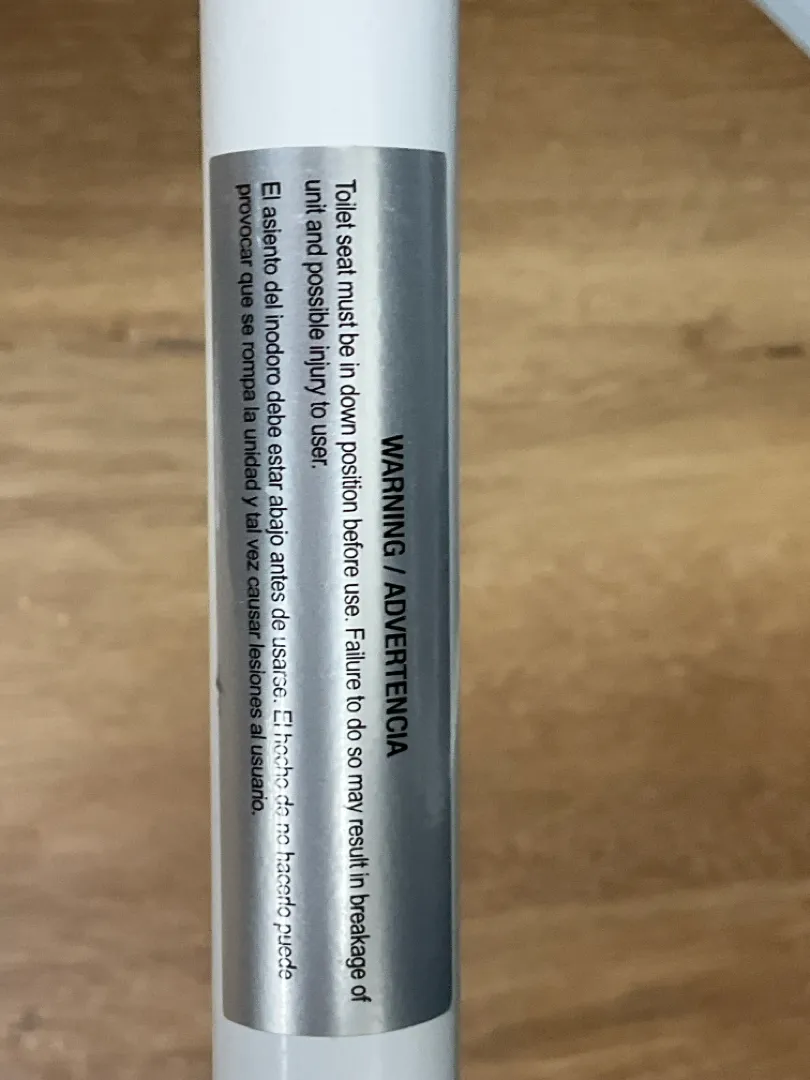 WARNING / ADVERTENCIA
Toilet seat must be in down position before use. Failure to do so may result in breakage of
unit and possible injury to user.
El asiento del inodoro debe estar abajo antes de usarse. El hecho de no hacerlo puede
provocar que se rompa la unidad y tal vez causar lesiones al usuario.